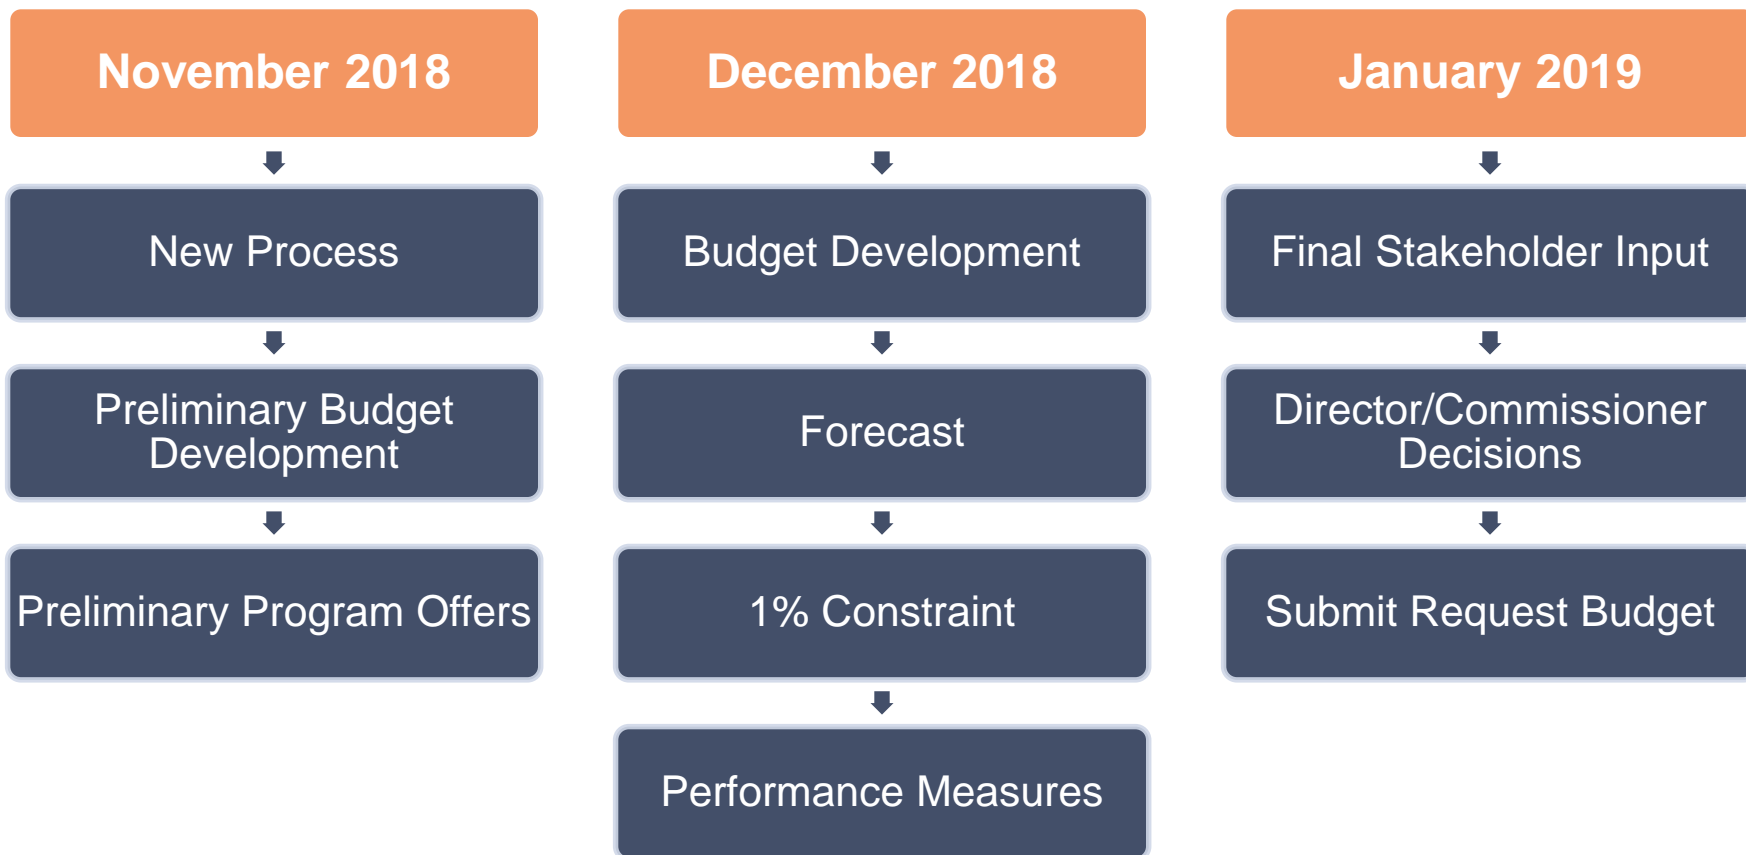 November 2018
New Process
Preliminary Budget
Development
Preliminary Program Offers
December 2018
Budget Development
Forecast
1% Constraint
Performance Measures
January 2019
Final Stakeholder Input
Director/Commissioner
Decisions
Submit Request Budget